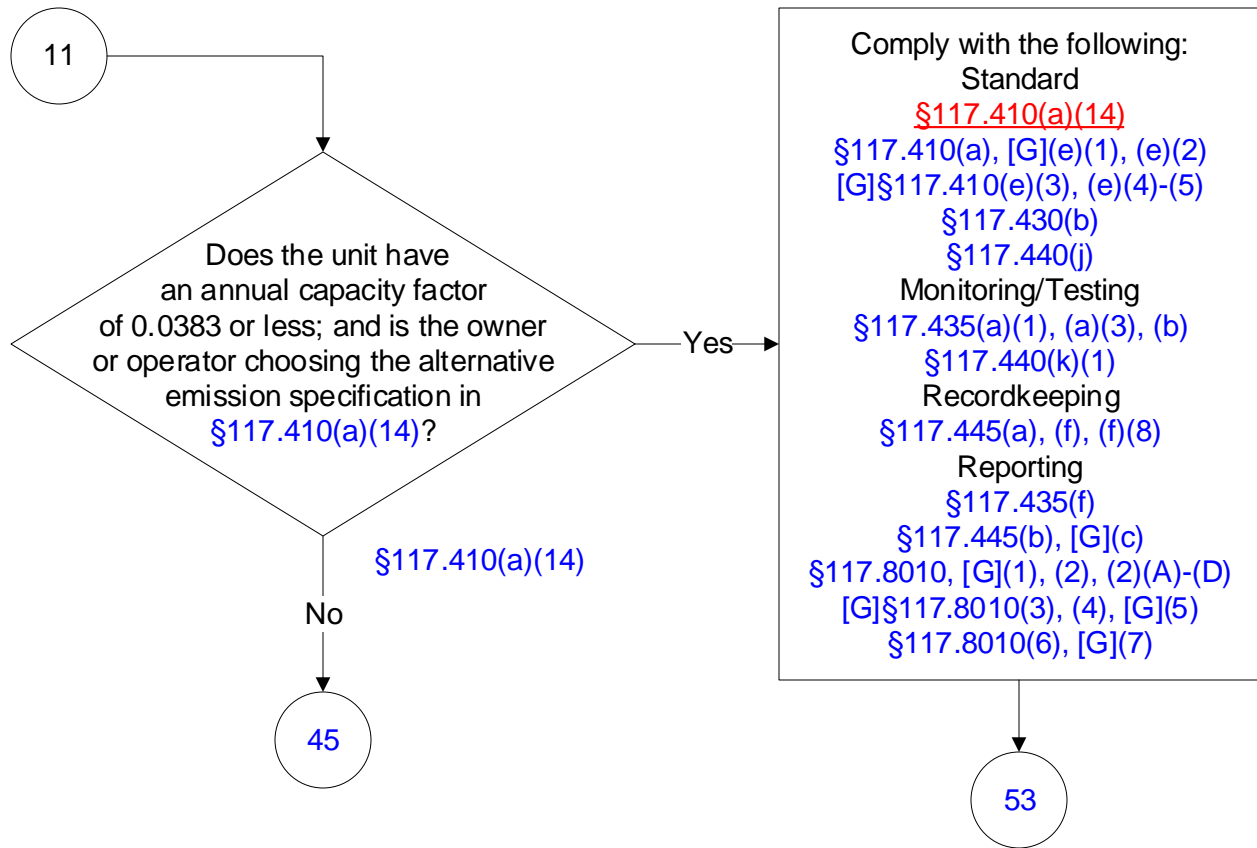 11
Does the unit have
an annual capacity factor
of 0.0383 or less; and is the owner
or operator choosing the alternative
emission specification in
§117.410(a)(14)?
Yes
§117.410(a)(14)
No
45
Comply with the following:
Standard
§117.410(a)(14)
§117.410(a), [G](e)(1), (e)(2)
[G]§117.410(e)(3), (e)(4)-(5)
§117.430(b)
§117.440(j)
Monitoring/Testing
§117.435(a)(1), (a)(3), (b)
§117.440(k)(1)
Recordkeeping
§117.445(a), (f), (f)(8)
Reporting
§117.435(f)
§117.445(b), [G](c)
§117.8010, [G](1), (2), (2)(A)-(D)
[G]§117.8010(3), (4), [G](5)
§117.8010(6), [G](7)
53